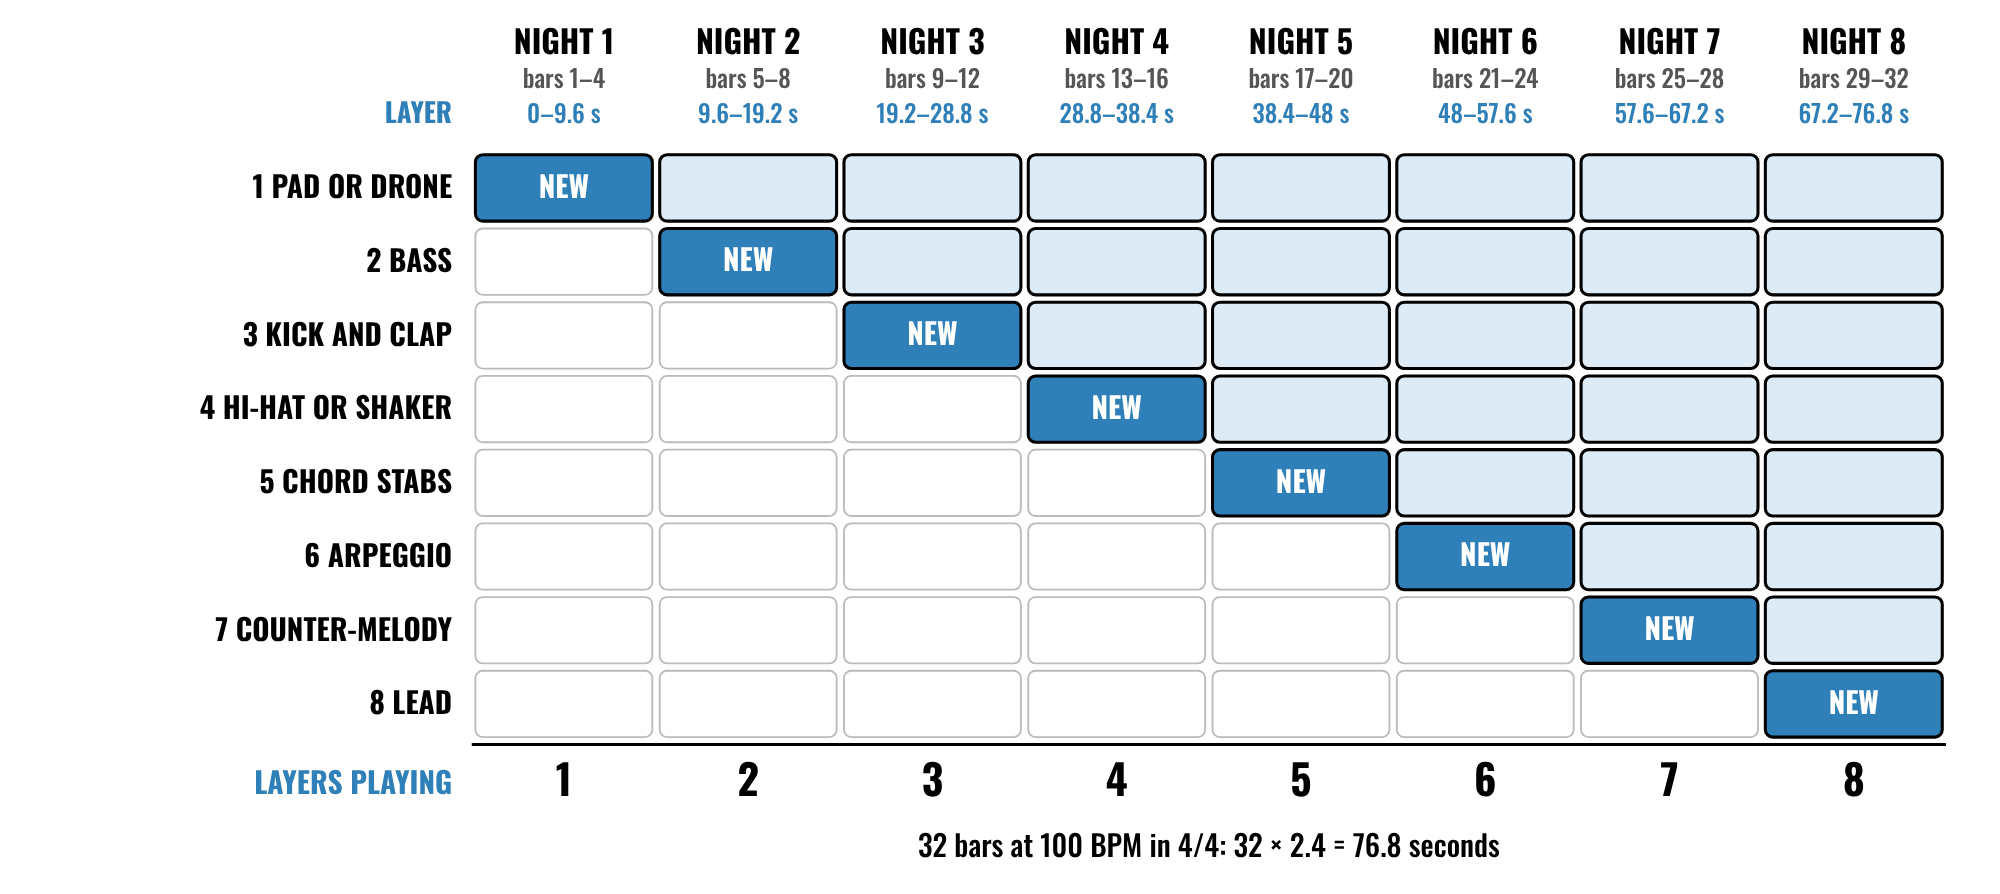 NIGHT 1 NIGHT 2 NIGHT 3 NIGHT 4 NIGHT 5 NIGHT 6 NIGHT 7 NIGHT 8
bars 1–4 bars 5–8 bars 9–12 bars 13–16 bars 17–20 bars 21–24 bars 25–28 bars 29–32
LAYER 0–9.6 s 9.6–19.2 s 19.2–28.8 s 28.8–38.4 s 38.4–48 s 48–57.6 s 57.6–67.2 s 67.2–76.8 s
1 PAD OR DRONE NEW
2 BASS NEW
3 KICK AND CLAP NEW
4 HI-HAT OR SHAKER NEW
5 CHORD STABS NEW
6 ARPEGGIO NEW
7 COUNTER-MELODY NEW
8 LEAD NEW
LAYERS PLAYING 1 2 3 4 5 6 7 8
32 bars at 100 BPM in 4/4: 32 × 2.4 = 76.8 seconds